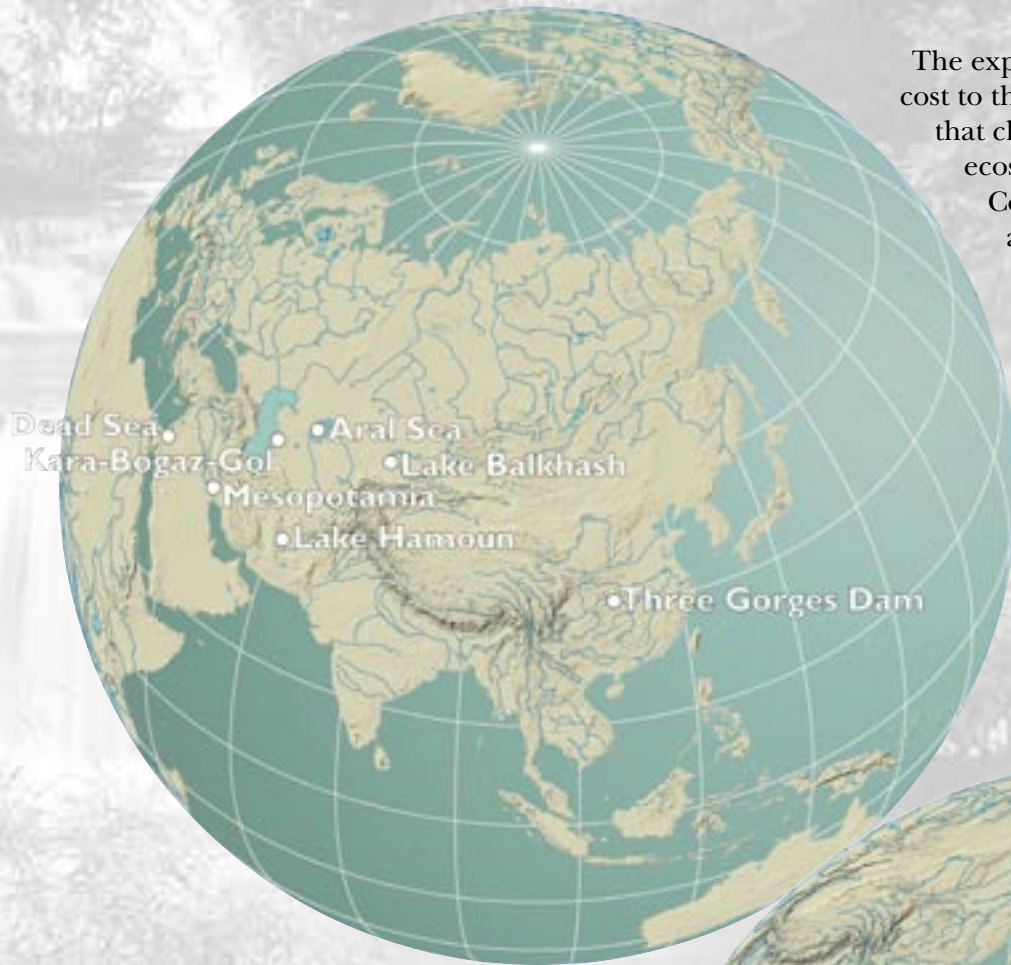 The exp
cost to th
that cl
ecos
Co
a
Dead Sea
Aral Sea
Kara-Bogaz-Gol
Lake Balkhash
Mesopotamia
Lake Hamoun
Three Gorges Dam